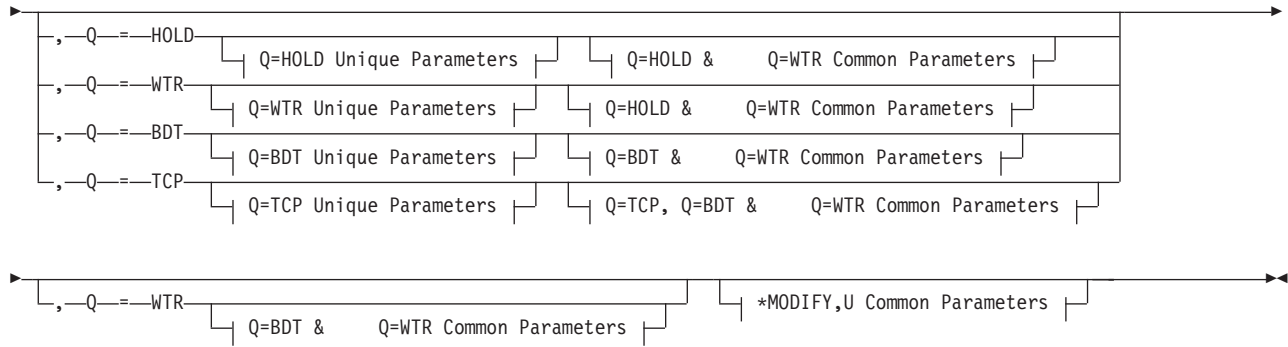 , Q = HOLD
Q=HOLD Unique Parameters Q=HOLD & Q=WTR Common Parameters
, Q = WTR
Q=WTR Unique Parameters Q=HOLD & Q=WTR Common Parameters
, Q = BDT
Q=BDT Unique Parameters Q=BDT & Q=WTR Common Parameters
, Q = TCP
Q=TCP Unique Parameters Q=TCP, Q=BDT & Q=WTR Common Parameters
, Q = WTR
Q=BDT & Q=WTR Common Parameters *MODIFY,U Common Parameters